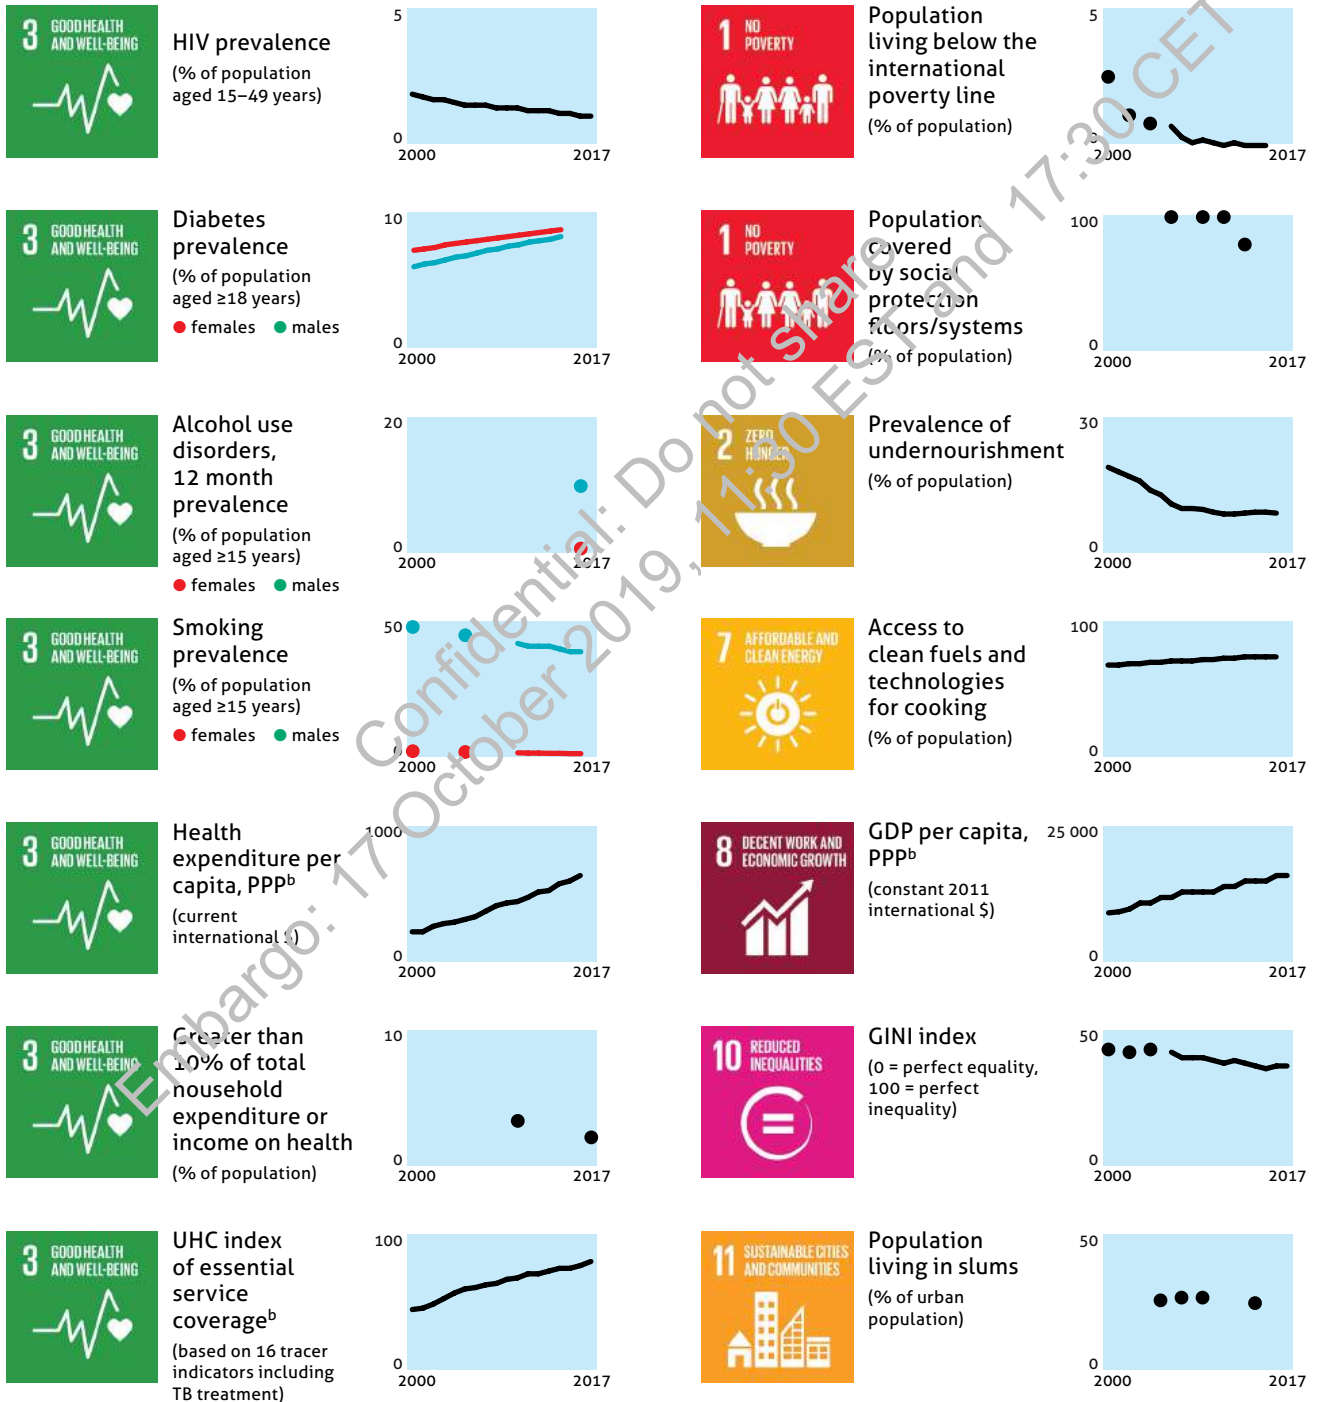 3 GOOD HEALTH
AND WELL-BEING
HIV prevalence
(% of population
aged 15–49 years)
5
0
2000 2017
3 GOOD HEALTH
AND WELL-BEING
Diabetes
prevalence
(% of population
aged ≥18 years)
females males
10
0
2000 2017
3 GOOD HEALTH
AND WELL-BEING
Alcohol use
disorders,
12 month
prevalence
(% of population
aged ≥15 years)
females males
20
0
2000 2017
3 GOOD HEALTH
AND WELL-BEING
Smoking
prevalence
(% of population
aged ≥15 years)
females males
50
0
2000 2017
3 GOOD HEALTH
AND WELL-BEING
Health
expenditure per
capita, PPPᵇ
(current
international $)
1000
0
2000 2017
3 GOOD HEALTH
AND WELL-BEING
Greater than
10% of total
household
expenditure or
income on health
(% of population)
10
0
2000 2017
3 GOOD HEALTH
AND WELL-BEING
UHC index
of essential
service
coverageᵇ
(based on 16 tracer
indicators including
TB treatment)
100
0
2000 2017
1 NO
POVERTY
Population
living below the
international
poverty line
(% of population)
5
0
2000 2017
1 NO
POVERTY
Population
covered
by social
protection
floors/systems
(% of population)
100
0
2000 2017
2 ZERO
HUNGER
Prevalence of
undernourishment
(% of population)
30
0
2000 2017
7 AFFORDABLE AND
CLEAN ENERGY
Access to
clean fuels and
technologies
for cooking
(% of population)
100
0
2000 2017
8 DECENT WORK AND
ECONOMIC GROWTH
GDP per capita,
PPPᵇ
(constant 2011
international $)
25 000
0
2000 2017
10 REDUCED
INEQUALITIES
GINI index
(0 = perfect equality,
100 = perfect
inequality)
50
0
2000 2017
11 SUSTAINABLE CITIES
AND COMMUNITIES
Population
living in slums
(% of urban
population)
50
0
2000 2017
Confidential: Do not share
Embargo: 17 October 2019, 11:30 EST and 17:30 CET